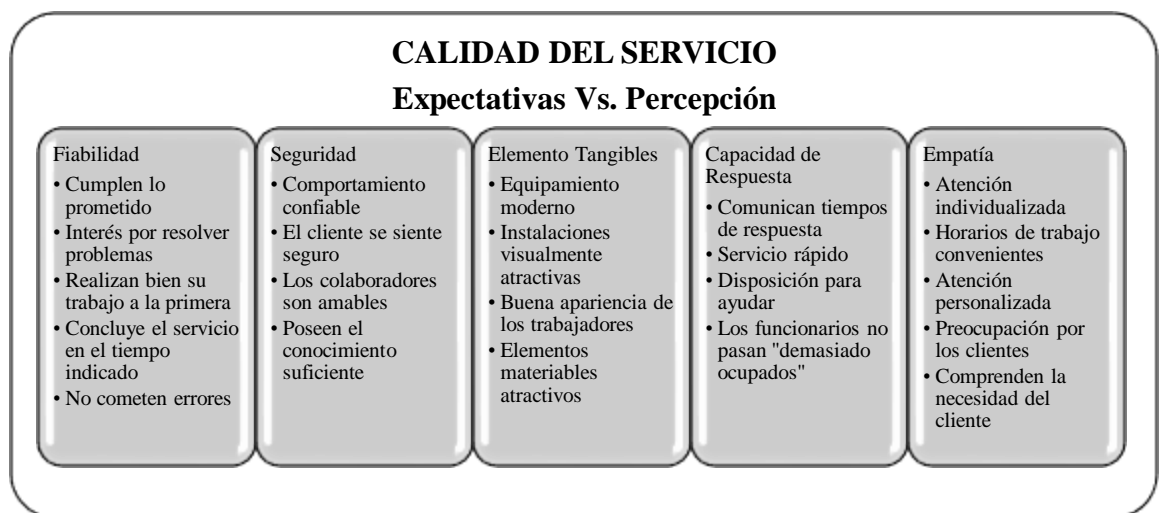 CALIDAD DEL SERVICIO
Expectativas Vs. Percepción
Fiabilidad
• Cumplen lo
prometido
• Interés por resolver
problemas
• Realizan bien su
trabajo a la primera
• Concluye el servicio
en el tiempo
indicado
• No cometen errores
Seguridad
• Comportamiento
confiable
• El cliente se siente
seguro
• Los colaboradores
son amables
• Poseen el
conocimiento
suficiente
Elemento Tangibles
• Equipamiento
moderno
• Instalaciones
visualmente
atractivas
• Buena apariencia de
los trabajadores
• Elementos
materiables
atractivos
Capacidad de
Respuesta
• Comunican tiempos
de respuesta
• Servicio rápido
• Disposición para
ayudar
• Los funcionarios no
pasan "demasiado
ocupados"
Empatía
• Atención
individualizada
• Horarios de trabajo
convenientes
• Atención
personalizada
• Preocupación por
los clientes
• Comprenden la
necesidad del
cliente